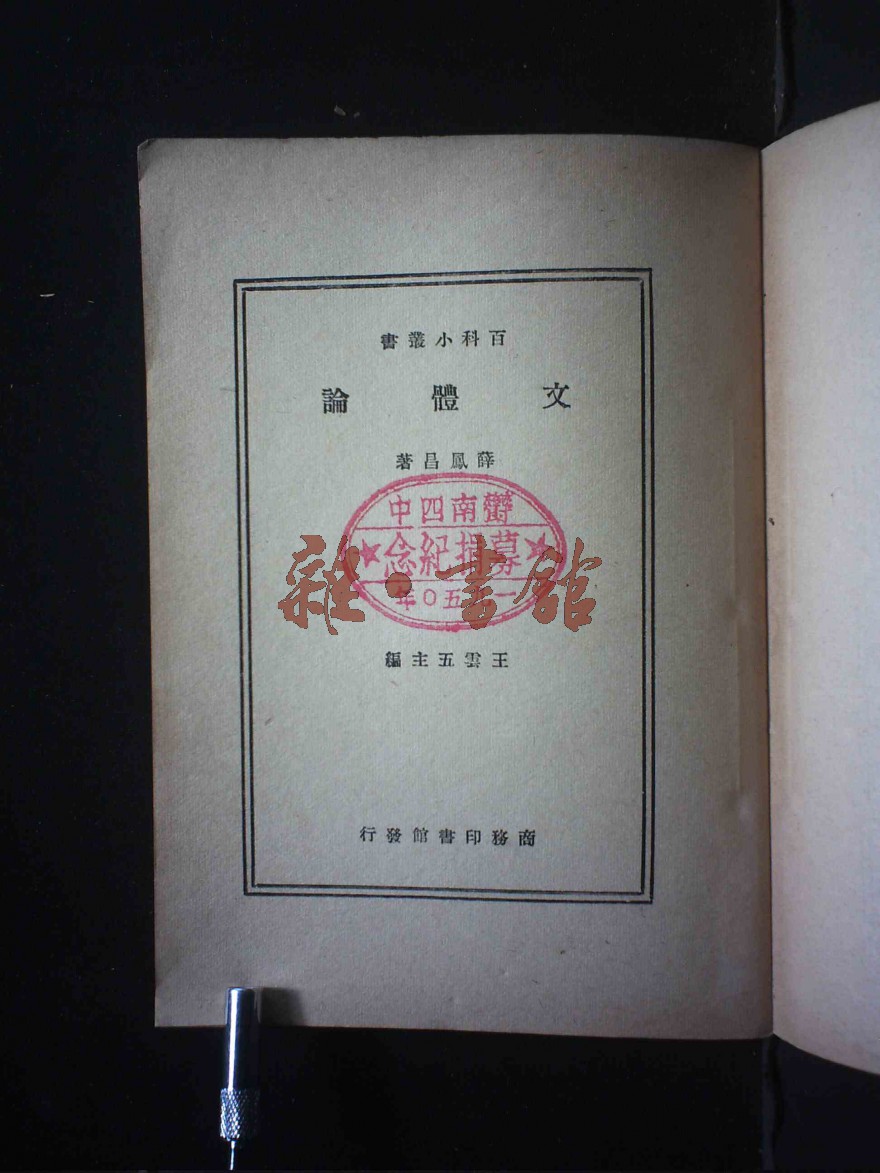 百科小叢書
文體論
薛鳳昌著
南四中
募捐紀念
一九五0年
雜·書館
王雲五主編
商務印書館發行